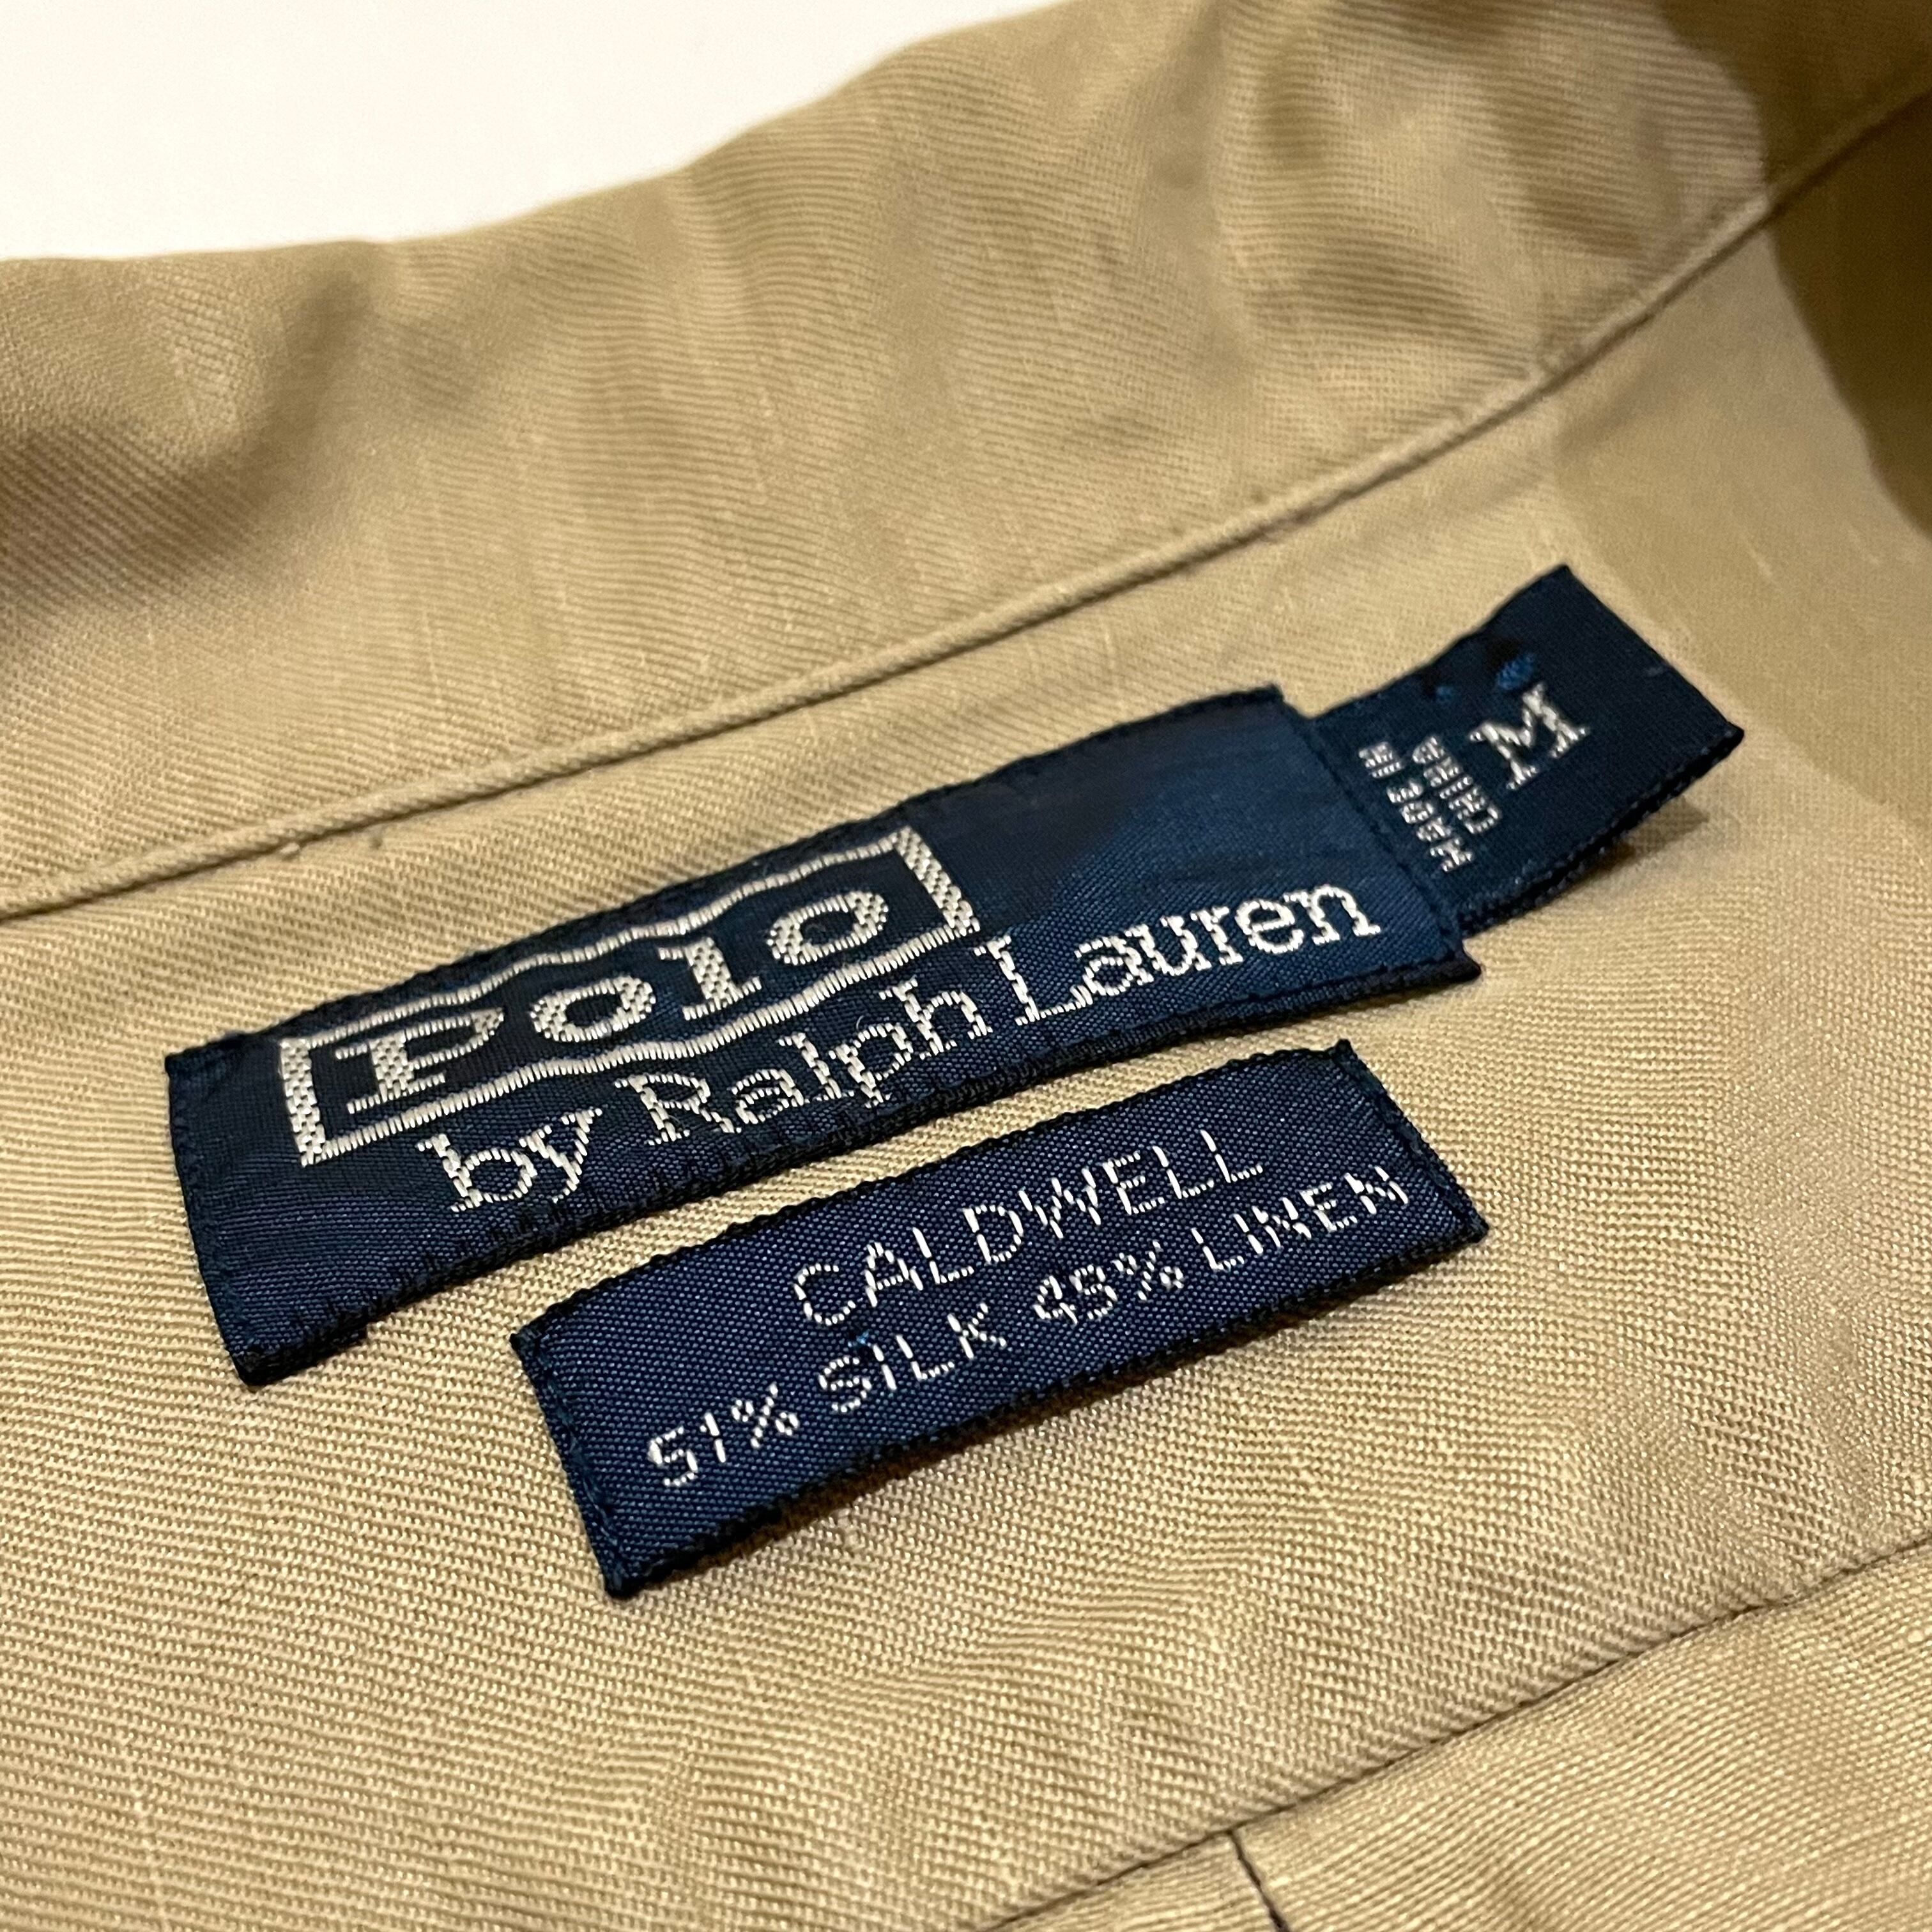 Polo
by Ralph Lauren
M
MADE IN
CHINA
CALDWELL
51% SILK 49% LINEN